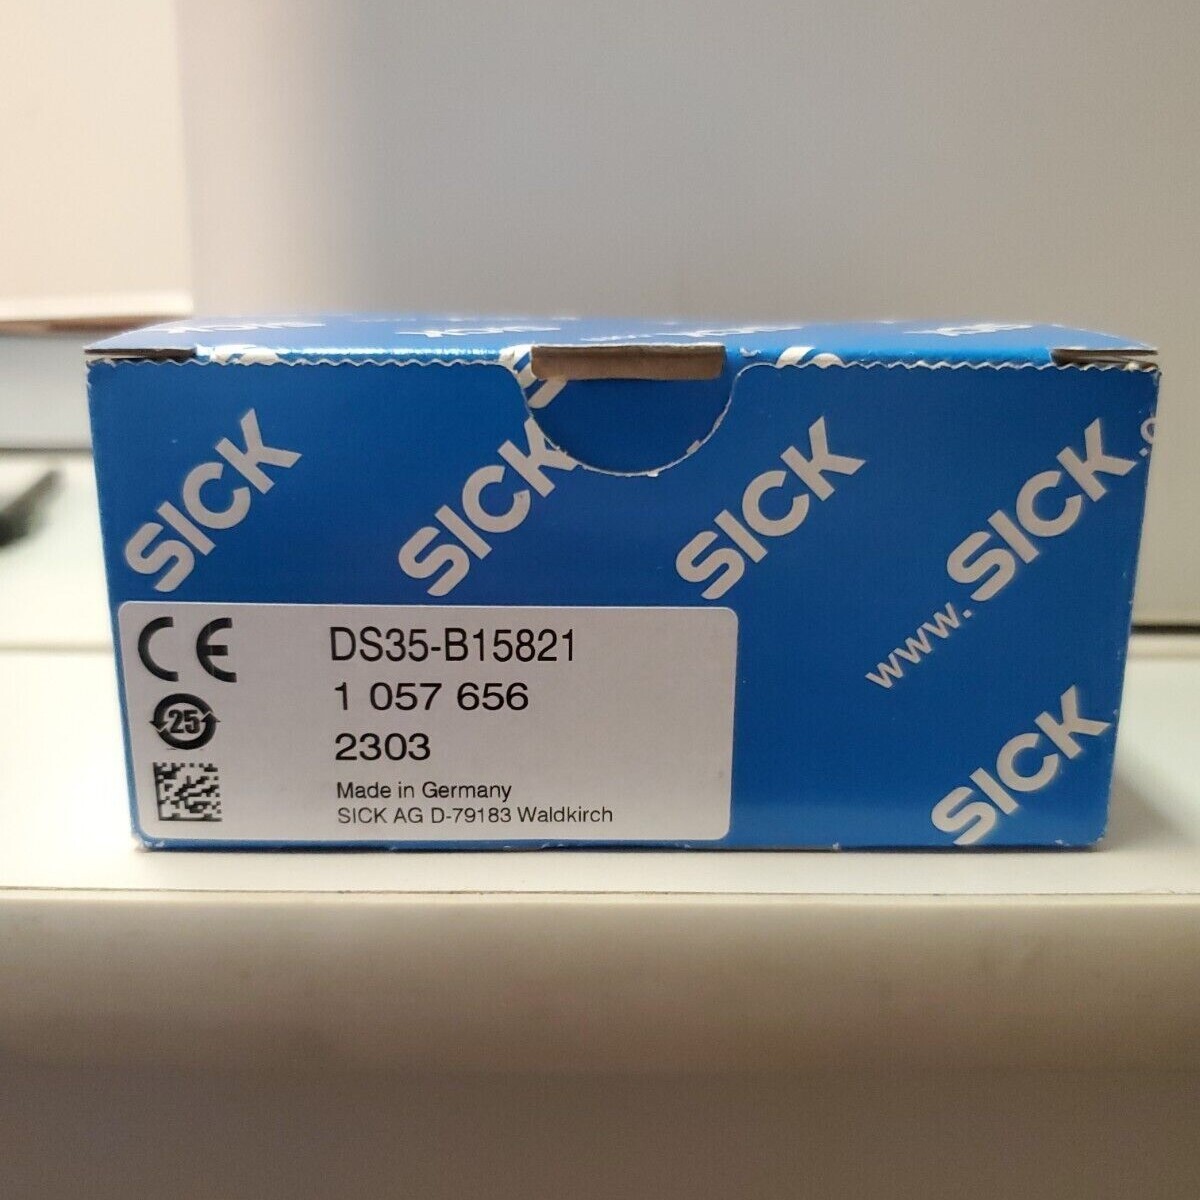 SICK
SICK
SICK
www.SICK.
SICK
CE
25
DS35-B15821
1 057 656
2303
Made in Germany
SICK AG D-79183 Waldkirch